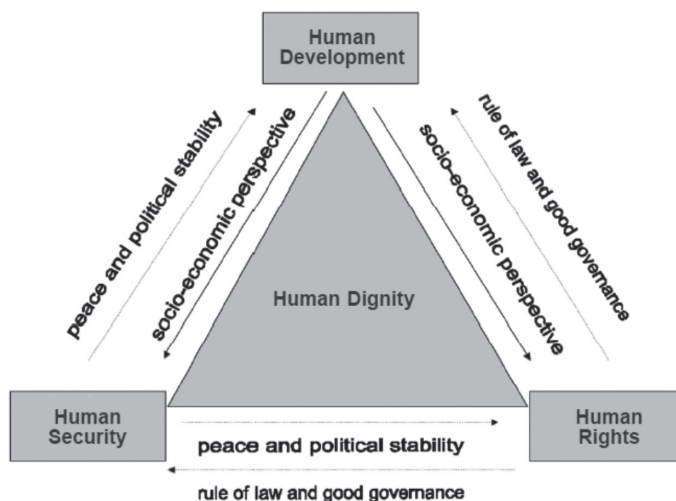 Human
Development
peace and political stability
socio-economic perspective
socio-economic perspective
rule of law and good governance
Human Dignity
Human
Security
peace and political stability
rule of law and good governance
Human
Rights